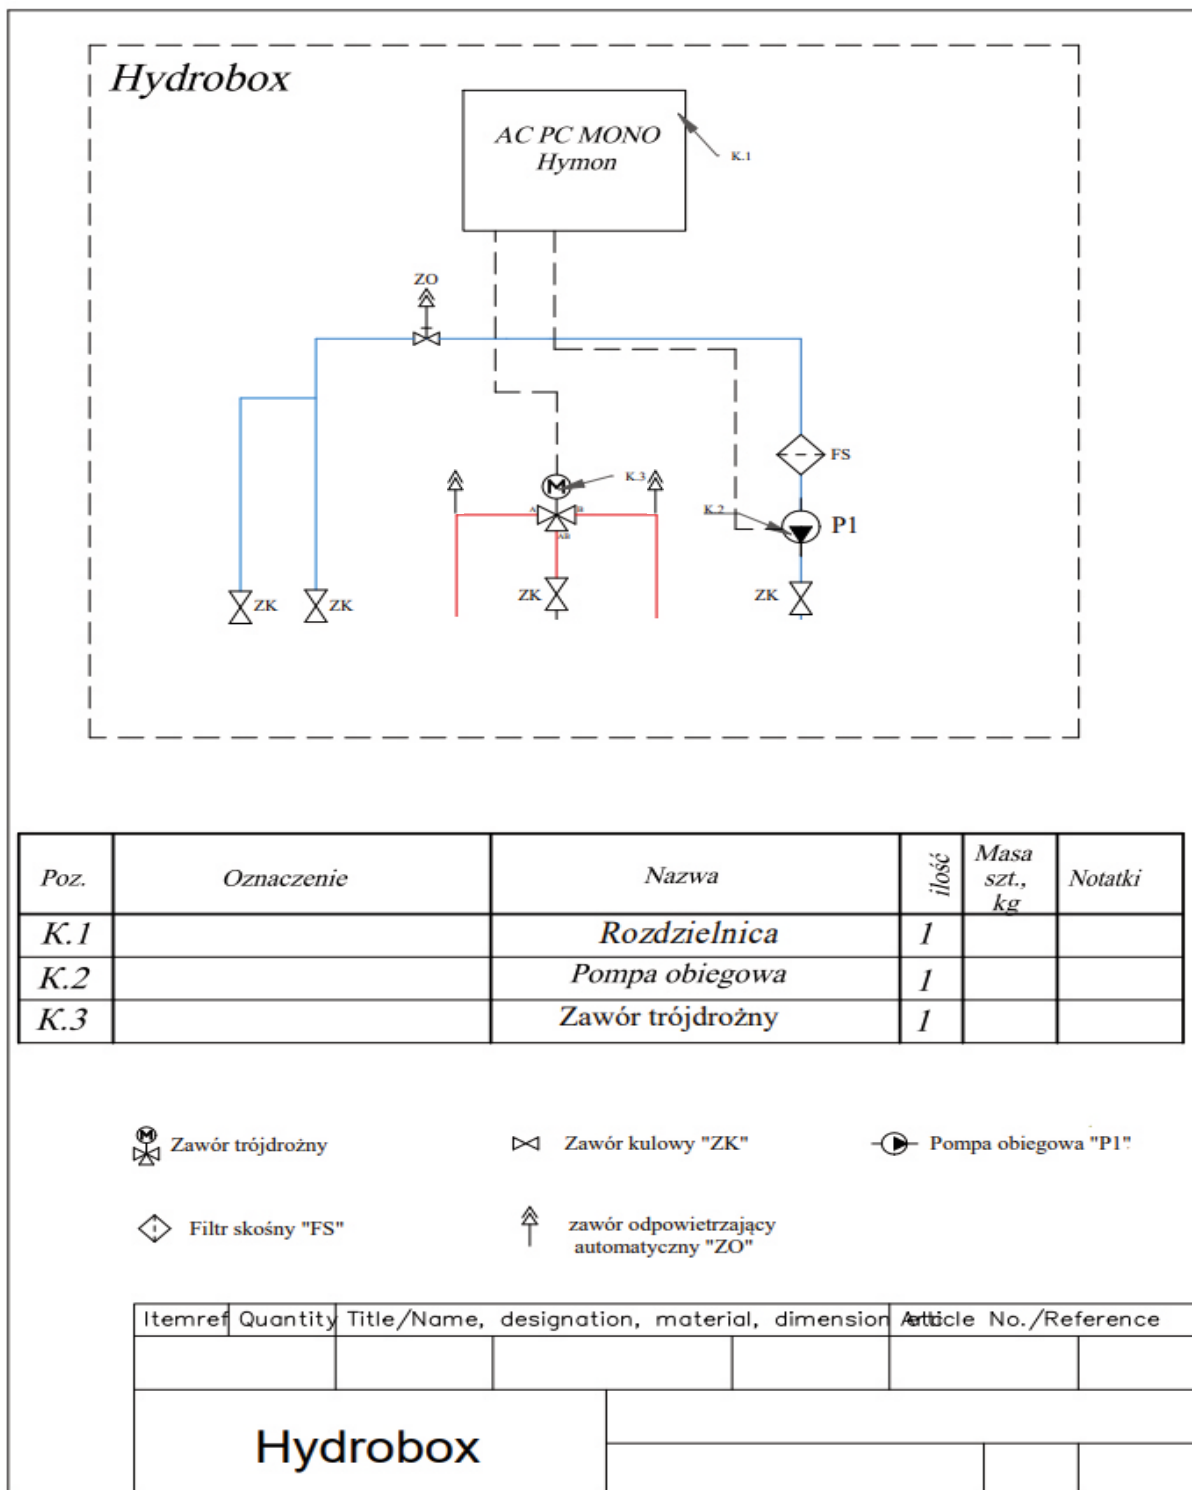 Hydrobox
AC PC MONO
Hymon
K.1
ZO
FS
M
K.3
A
B
AB
K.2
P1
ZK
ZK
ZK
ZK
Poz.
Oznaczenie
Nazwa
ilość
Masa
szt.,
kg
Notatki
K.1 Rozdzielnica 1
K.2 Pompa obiegowa 1
K.3 Zawór trójdrożny 1
M
Zawór trójdrożny
Zawór kulowy "ZK"
Pompa obiegowa "P1"
Filtr skośny "FS"
zawór odpowietrzający
automatyczny "ZO"
Itemref Quantity Title/Name, designation, material, dimension etc Article No./Reference
Hydrobox